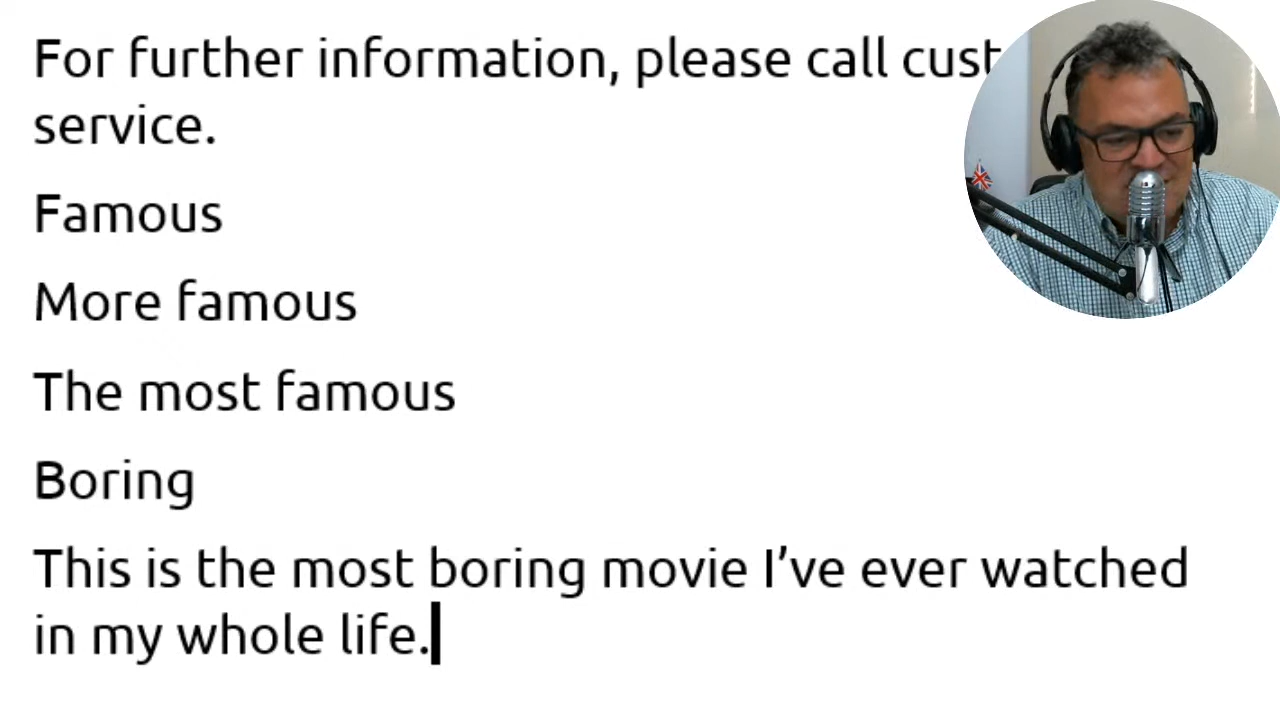 For further information, please call cust
service.
Famous
More famous
The most famous
Boring
This is the most boring movie I’ve ever watched
in my whole life.